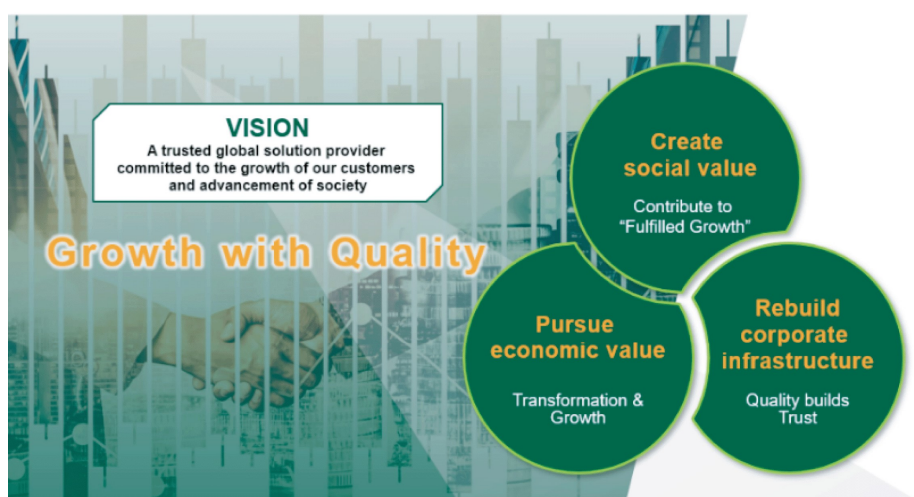 VISION
A trusted global solution provider
committed to the growth of our customers
and advancement of society
Growth with Quality
Create
social value
Contribute to
“Fulfilled Growth”
Pursue
economic value
Transformation &
Growth
Rebuild
corporate
infrastructure
Quality builds
Trust